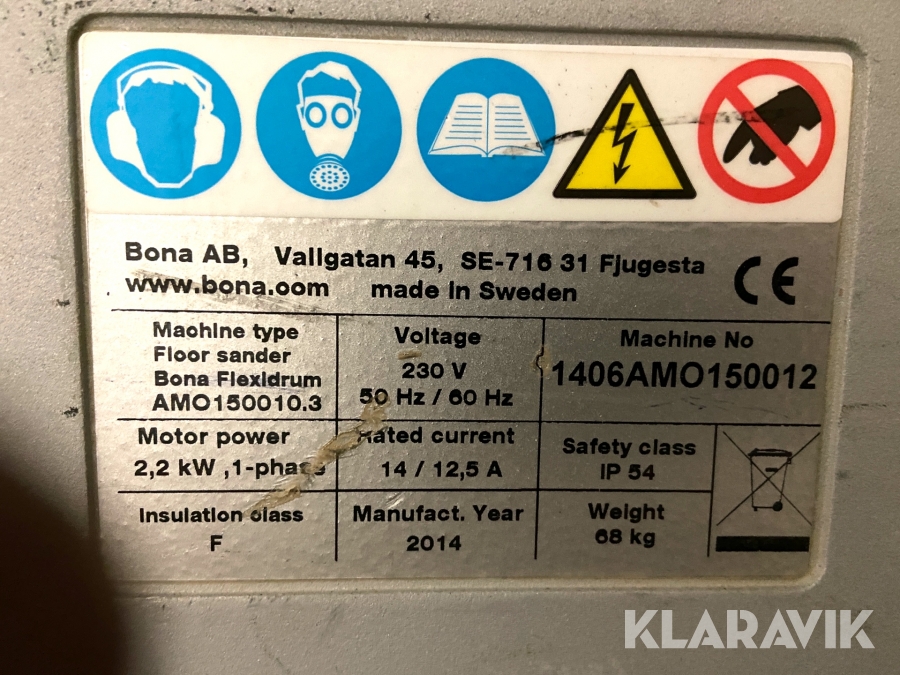 Bona AB, Vallgatan 45, SE-716 31 Fjugesta
www.bona.com made In Sweden
CE
Machine type
Floor sander
Bona Flexidrum
AMO150010.3
Voltage
230 V
50 Hz / 60 Hz
Machine No
1406AMO150012
Motor power
2,2 kW ,1-phase
Rated current
14 / 12,5 A
Safety class
IP 54
Insulation class
F
Manufact. Year
2014
Weight
68 kg
KLARAVIK